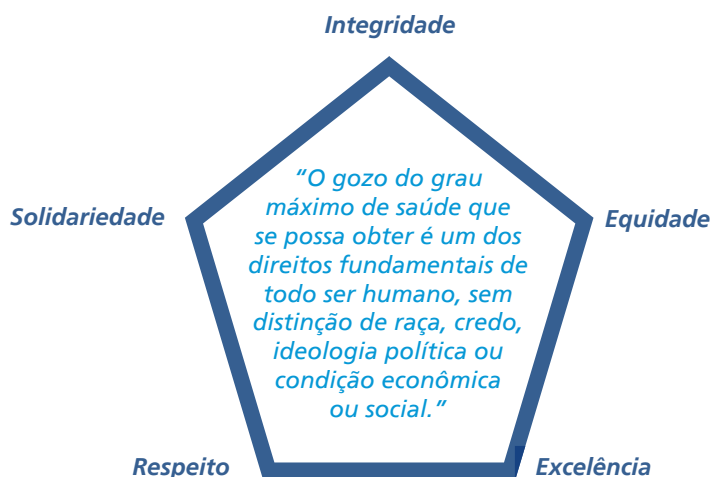 Integridade
Solidariedade
Equidade
“O gozo do grau
máximo de saúde que
se possa obter é um dos
direitos fundamentais de
todo ser humano, sem
distinção de raça, credo,
ideologia política ou
condição econômica
ou social.”
Respeito
Excelência